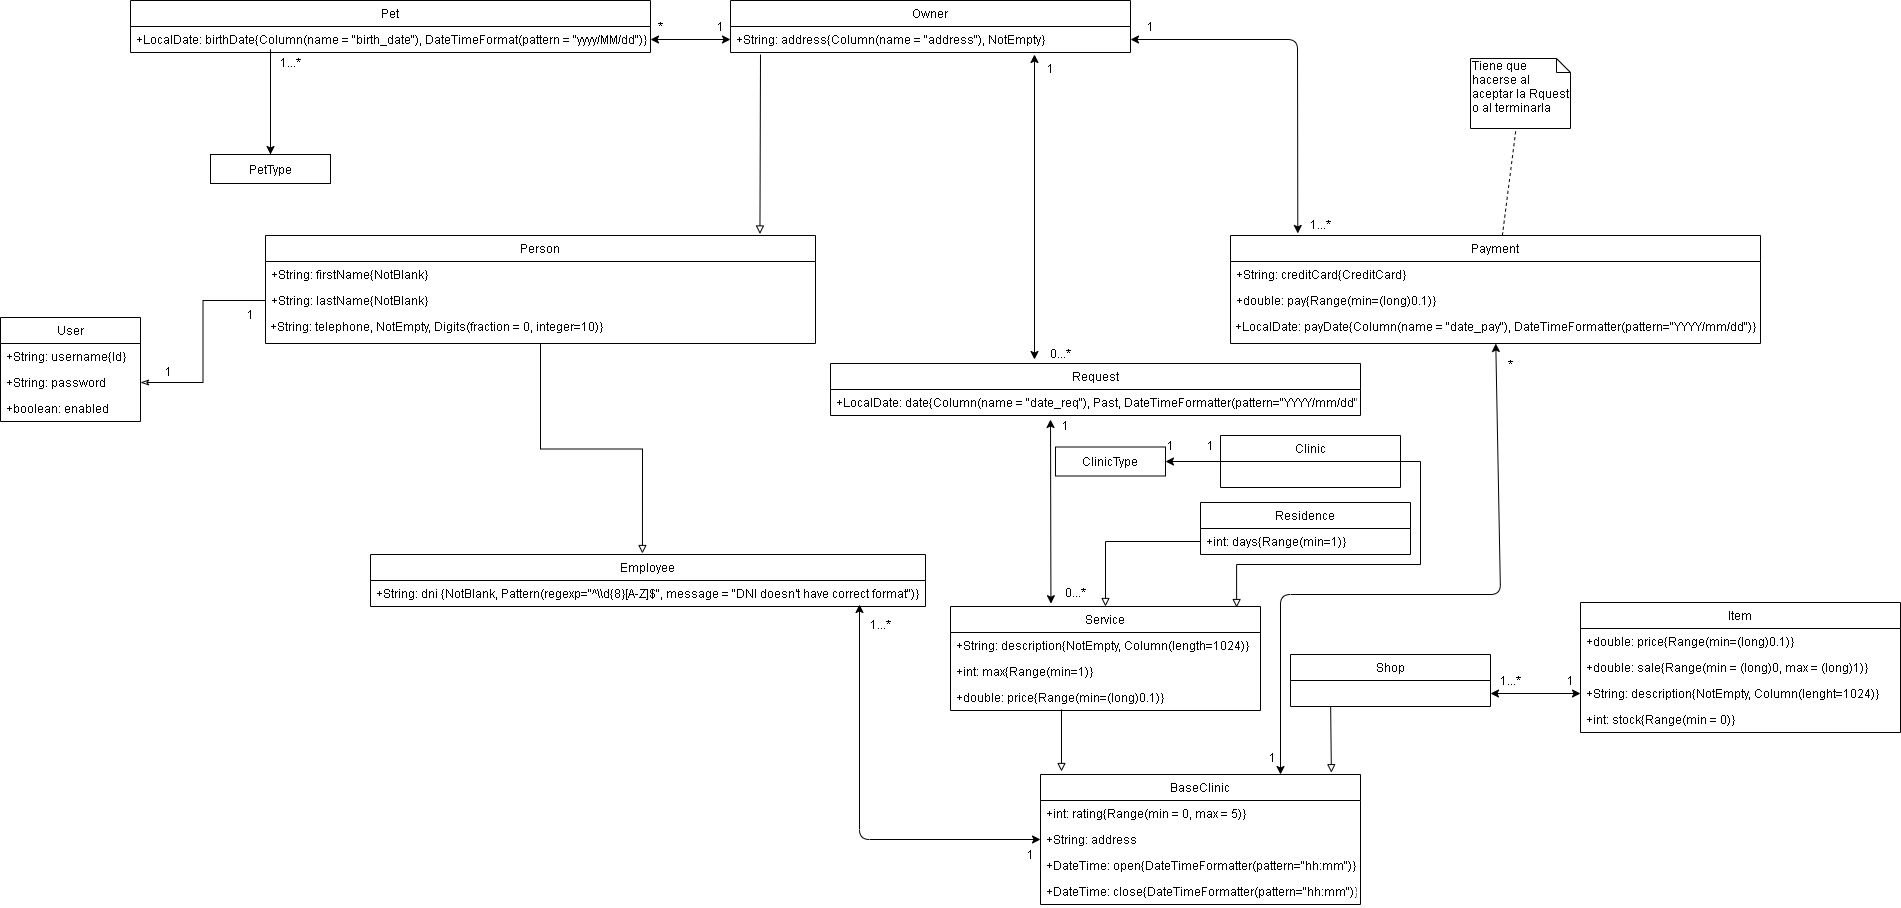 Pet
+LocalDate: birthDate{Column(name = "birth_date"), DateTimeFormat(pattern = "yyyy/MM/dd")}
*
1
Owner
+String: address{Column(name = "address"), NotEmpty}
1
1
1...*
PetType
Tiene que
hacerse al
aceptar la Rquest
o al terminarla
1...*
Person
+String: firstName{NotBlank}
+String: lastName{NotBlank}
+String: telephone, NotEmpty, Digits(fraction = 0, integer=10)}
Payment
+String: creditCard{CreditCard}
+double: pay{Range(min=(long)0.1)}
+LocalDate: payDate{Column(name = "date_pay"), DateTimeFormatter(pattern="YYYY/mm/dd")}
*
1
User
+String: username{Id}
+String: password
+boolean: enabled
1
0...*
Request
+LocalDate: date{Column(name = "date_req"), Past, DateTimeFormatter(pattern="YYYY/mm/dd"
1
ClinicType
1
1
Clinic
Residence
+int: days{Range(min=1)}
Employee
+String: dni {NotBlank, Pattern(regexp="^\\d{8}[A-Z]$", message = "DNI doesn't have correct format")}
1...*
0...*
Service
+String: description{NotEmpty, Column(length=1024)}
+int: max{Range(min=1)}
+double: price{Range(min=(long)0.1)}
Shop
1...*
1
Item
+double: price{Range(min=(long)0.1)}
+double: sale{Range(min = (long)0, max = (long)1)}
+String: description{NotEmpty, Column(lenght=1024)}
+int: stock{Range(min = 0)}
1
BaseClinic
+int: rating{Range(min = 0, max = 5)}
+String: address
+DateTime: open{DateTimeFormatter(pattern="hh:mm")}
+DateTime: close{DateTimeFormatter(pattern="hh:mm")}
1